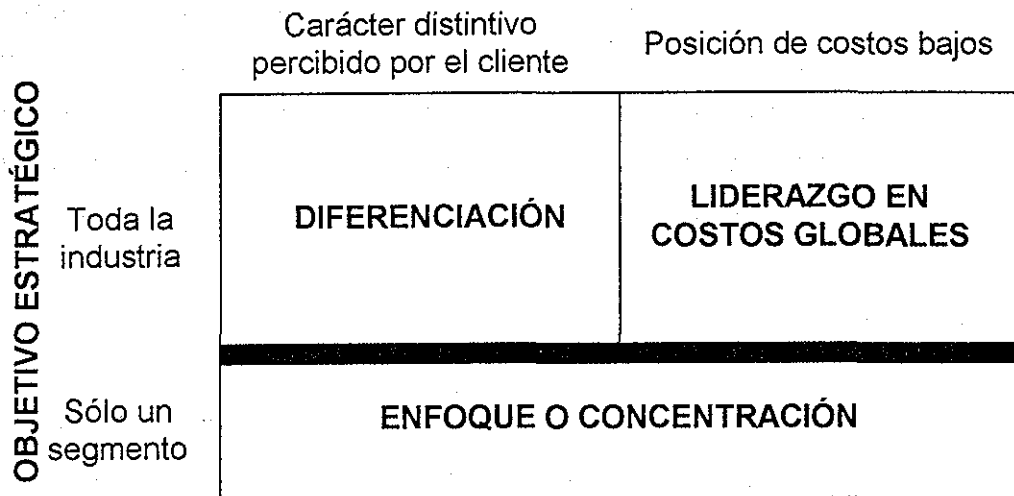 Carácter distintivo
percibido por el cliente
Posición de costos bajos
OBJETIVO ESTRATÉGICO
Toda la
industria
DIFERENCIACIÓN
LIDERAZGO EN
COSTOS GLOBALES
Sólo un
segmento
ENFOQUE O CONCENTRACIÓN